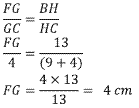 FG/GC = BH/HC
FG/4 = 13/(9 + 4)
FG = 4 × 13/13 = 4 cm